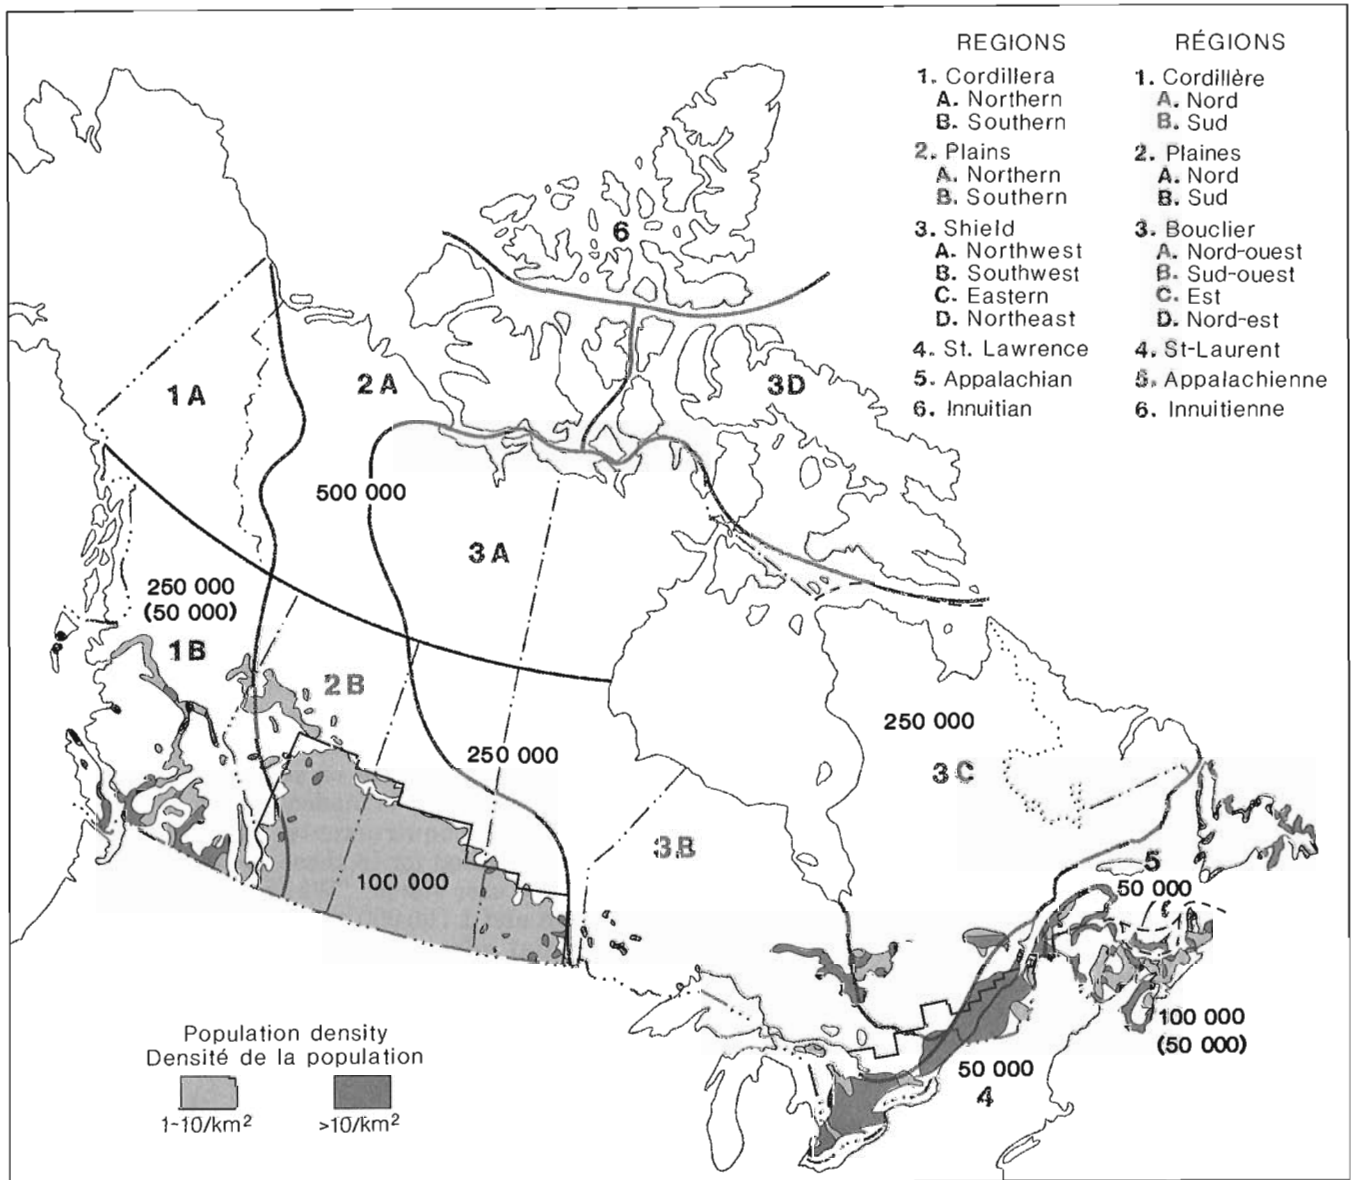 REGIONS
1. Cordillera
A. Northern
B. Southern
2. Plains
A. Northern
B. Southern
3. Shield
A. Northwest
B. Southwest
C. Eastern
D. Northeast
4. St. Lawrence
5. Appalachian
6. Innuitian
RÉGIONS
1. Cordillère
A. Nord
B. Sud
2. Plaines
A. Nord
B. Sud
3. Bouclier
A. Nord-ouest
B. Sud-ouest
C. Est
D. Nord-est
4. St-Laurent
5. Appalachienne
6. Innuitienne
6
1A
2A
3D
500 000
3A
250 000
(50 000)
1B
2B
250 000
3C
250 000
3B
100 000
5
50 000
100 000
(50 000)
50 000
4
Population density
Densité de la population
1-10/km²
>10/km²